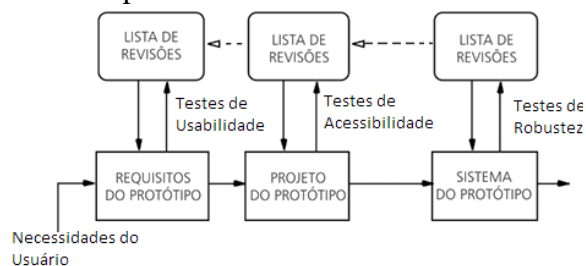 LISTA DE
REVISÕES
LISTA DE
REVISÕES
LISTA DE
REVISÕES
Testes de
Usabilidade
Testes de
Acessibilidade
Testes de
Robustez
REQUISITOS
DO PROTÓTIPO
PROJETO
DO PROTÓTIPO
SISTEMA
DO PROTÓTIPO
Necessidades do
Usuário